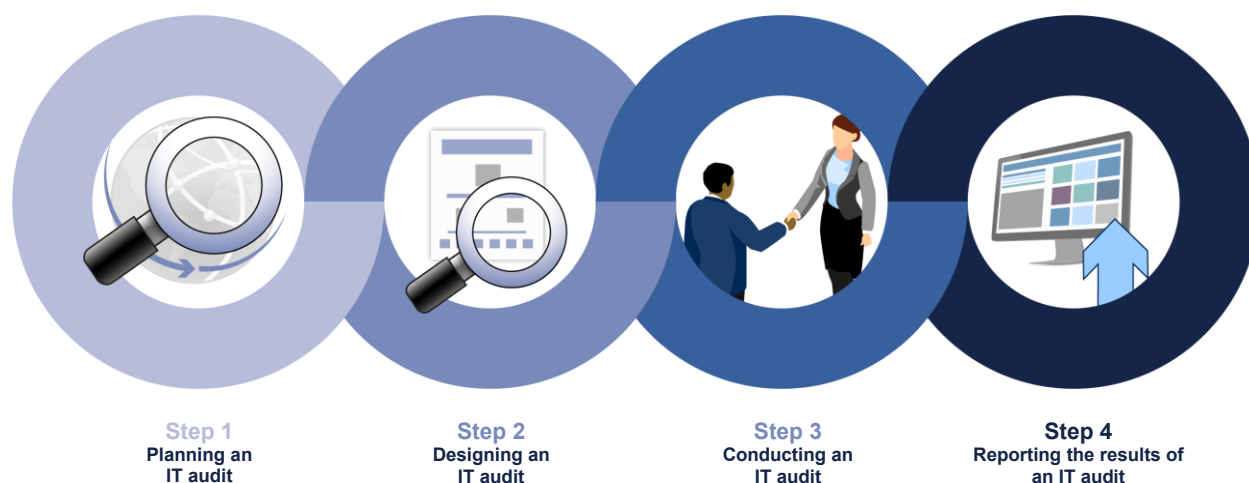 Step 1
Planning an
IT audit
Step 2
Designing an
IT audit
Step 3
Conducting an
IT audit
Step 4
Reporting the results of
an IT audit